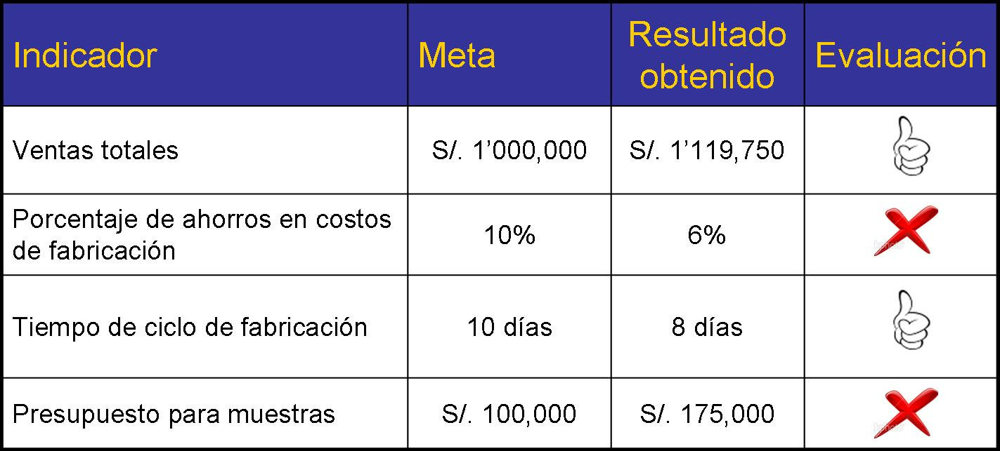 Indicador
Meta
Resultado
obtenido
Evaluación
Ventas totales
S/. 1’000,000
S/. 1’119,750
Porcentaje de ahorros en costos
de fabricación
10%
6%
Tiempo de ciclo de fabricación
10 días
8 días
Presupuesto para muestras
S/. 100,000
S/. 175,000